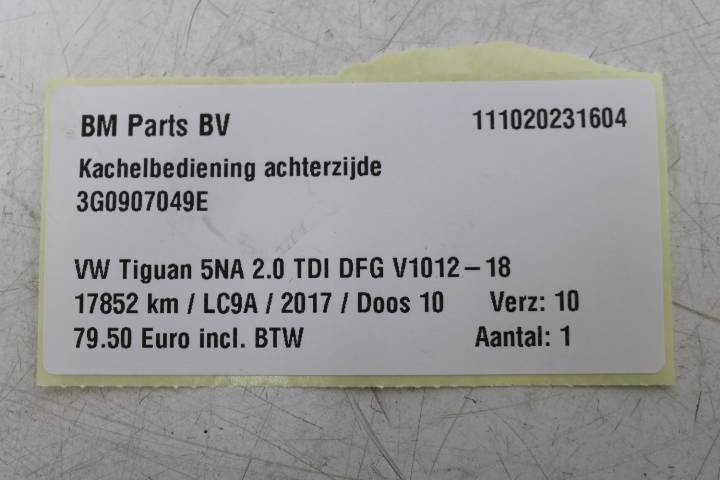 BM Parts BV 111020231604
Kachelbediening achterzijde
3G0907049E
VW Tiguan 5NA 2.0 TDI DFG V1012-18
17852 km / LC9A / 2017 / Doos 10 Verz: 10
79.50 Euro incl. BTW Aantal: 1